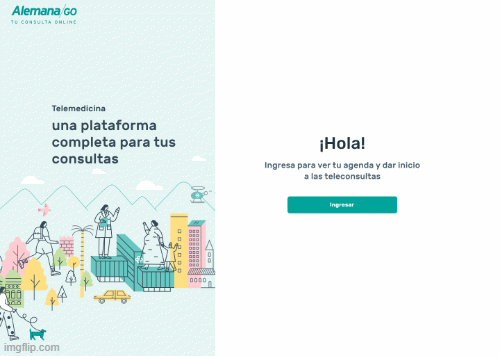 Alemana GO
TU CONSULTA ONLINE
Telemedicina
una plataforma
completa para tus
consultas
¡Hola!
Ingresa para ver tu agenda y dar inicio
a las teleconsultas
Ingresar
imgflip.com